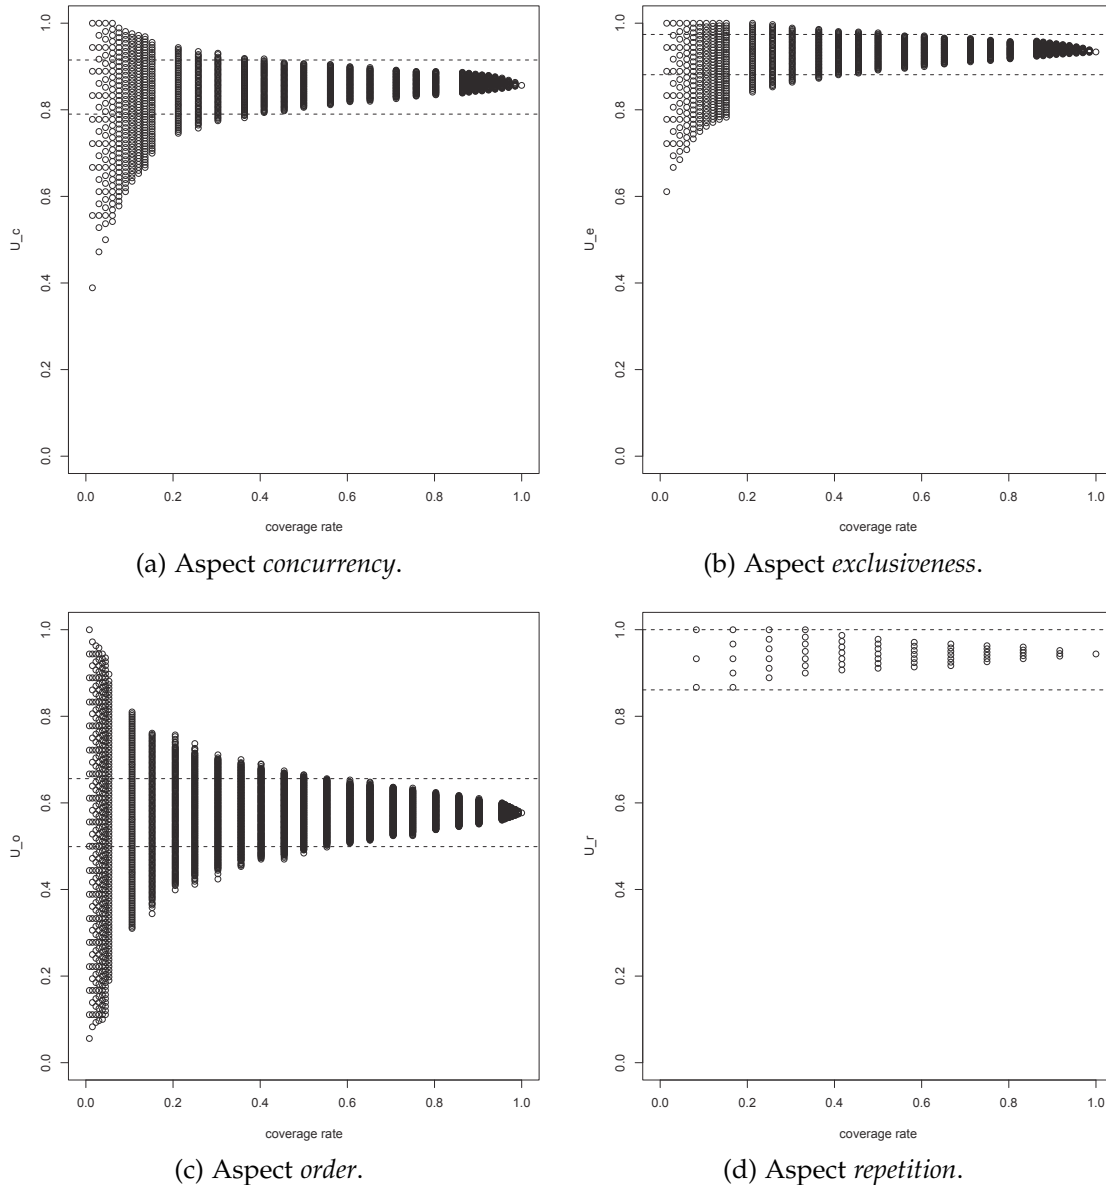 1.0
0.8
0.6
0.4
0.2
0.0
U_c
0.0 0.2 0.4 0.6 0.8 1.0
coverage rate
(a) Aspect concurrency.
1.0
0.8
0.6
0.4
0.2
0.0
U_e
0.0 0.2 0.4 0.6 0.8 1.0
coverage rate
(b) Aspect exclusiveness.
1.0
0.8
0.6
0.4
0.2
0.0
U_o
0.0 0.2 0.4 0.6 0.8 1.0
coverage rate
(c) Aspect order.
1.0
0.8
0.6
0.4
0.2
0.0
U_r
0.0 0.2 0.4 0.6 0.8 1.0
coverage rate
(d) Aspect repetition.